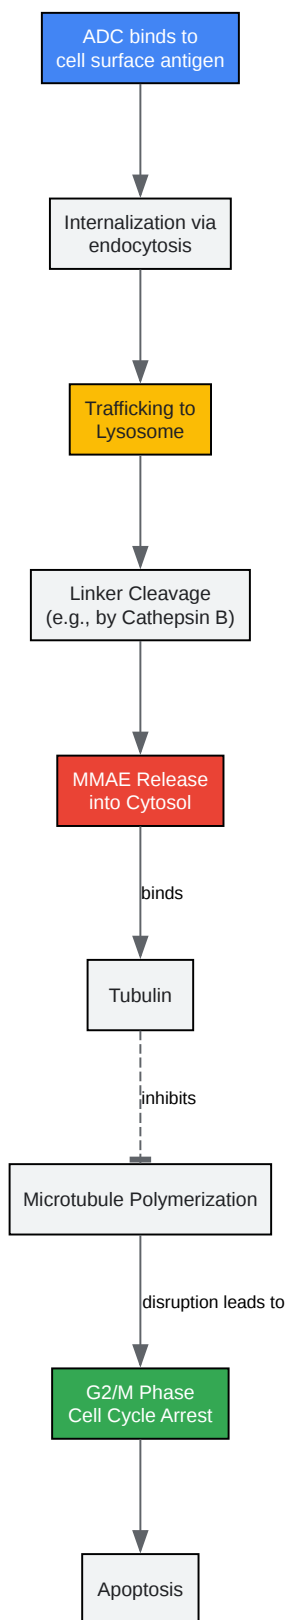 ADC binds to
cell surface antigen
Internalization via
endocytosis
Trafficking to
Lysosome
Linker Cleavage
(e.g., by Cathepsin B)
MMAE Release
into Cytosol
binds
Tubulin
inhibits
Microtubule Polymerization
disruption leads to
G2/M Phase
Cell Cycle Arrest
Apoptosis